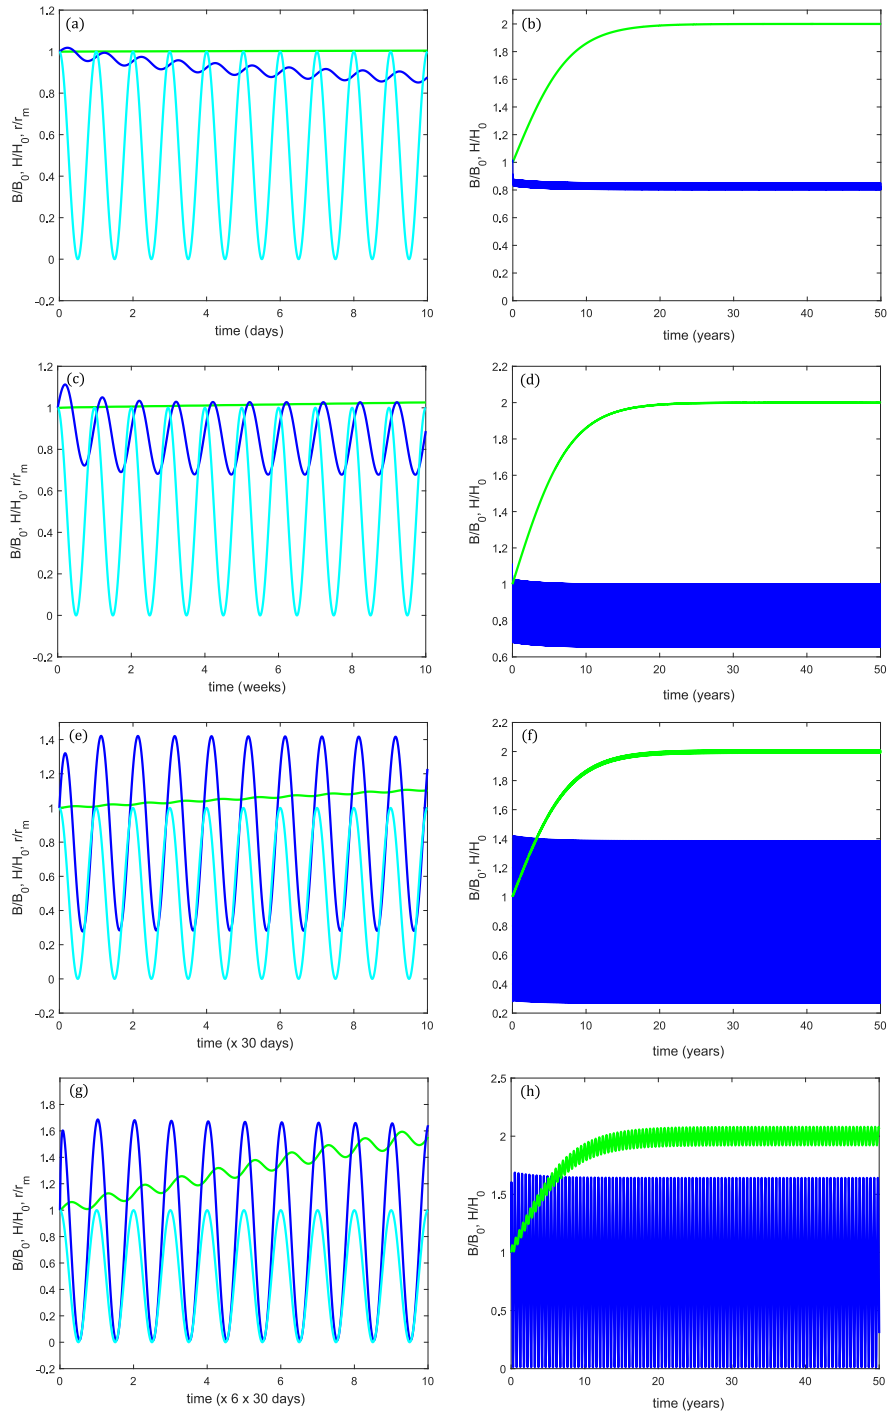 (a)
1.2
1
0.8
0.6
0.4
0.2
0
-0.2
B/B0, H/H0, r/rm
0 2 4 6 8 10
time (days)
(b)
2
1.8
1.6
1.4
1.2
1
0.8
0.6
0.4
0.2
0
B/B0, H/H0
0 10 20 30 40 50
time (years)
(c)
1.2
1
0.8
0.6
0.4
0.2
0
-0.2
B/B0, H/H0, r/rm
0 2 4 6 8 10
time (weeks)
(d)
2.2
2
1.8
1.6
1.4
1.2
1
0.8
0.6
B/B0, H/H0
0 10 20 30 40 50
time (years)
(e)
1.4
1.2
1
0.8
0.6
0.4
0.2
0
-0.2
B/B0, H/H0, r/rm
0 2 4 6 8 10
time (x 30 days)
(f)
2.2
2
1.8
1.6
1.4
1.2
1
0.8
0.6
0.4
0.2
B/B0, H/H0
0 10 20 30 40 50
time (years)
(g)
1.8
1.6
1.4
1.2
1
0.8
0.6
0.4
0.2
0
-0.2
B/B0, H/H0, r/rm
0 2 4 6 8 10
time (x 6 x 30 days)
(h)
2.5
2
1.5
1
0.5
0
B/B0, H/H0
0 10 20 30 40 50
time (years)